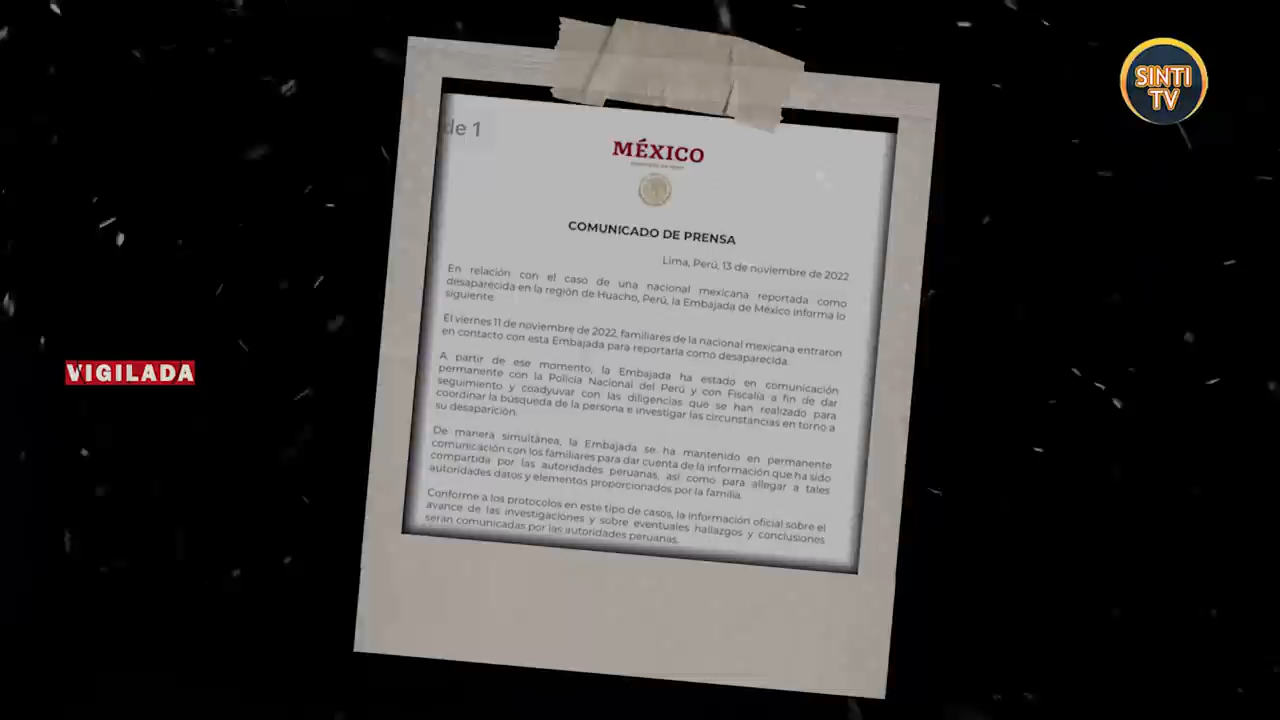 SINTI
TV
de 1
MÉXICO
COMUNICADO DE PRENSA
Lima, Perú, 13 de noviembre de 2022
En relación con el caso de una nacional mexicana reportada como
desaparecida en la región de Huacho, Perú, la Embajada de México informa lo
siguiente
El viernes 11 de noviembre de 2022, familiares de la nacional mexicana entraron
en contacto con esta Embajada para reportarla como desaparecida.
A partir de ese momento, la Embajada ha estado en comunicación
permanente con la Policía Nacional del Perú y con Fiscalía a fin de dar
seguimiento y coadyuvar con las diligencias que se han realizado para
coordinar la búsqueda de la persona e investigar las circunstancias en torno a
su desaparición.
De manera simultánea, la Embajada se ha mantenido en permanente
comunicación con los familiares para dar cuenta de la información que ha sido
compartida por las autoridades peruanas, así como para allegar a tales
autoridades datos y elementos proporcionados por la familia.
Conforme a los protocolos en este tipo de casos, la información oficial sobre el
avance de las investigaciones y sobre eventuales hallazgos y conclusiones
serán comunicadas por las autoridades peruanas.
VIGILADA